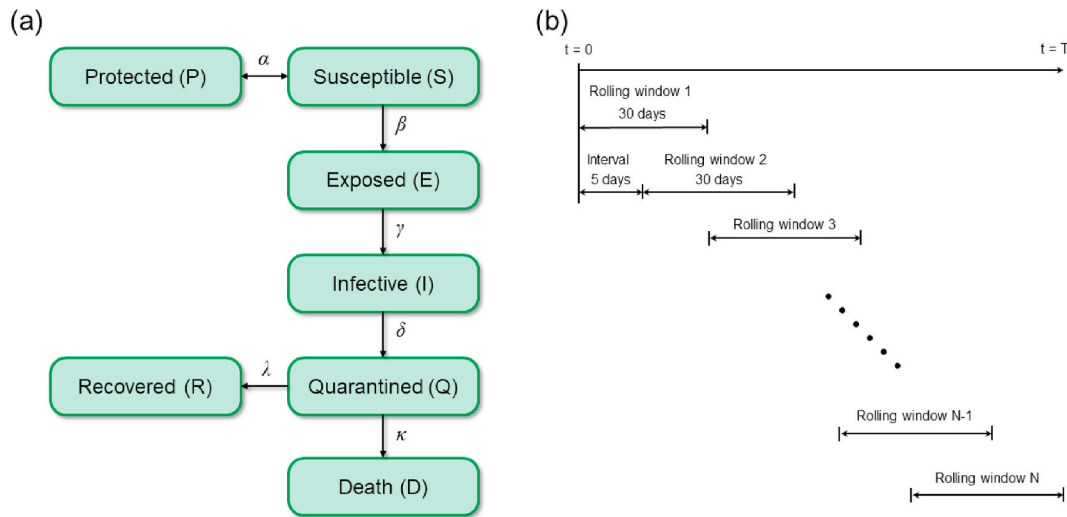 (a)
Protected (P)
α
Susceptible (S)
β
Exposed (E)
γ
Infective (I)
δ
Recovered (R)
λ
Quarantined (Q)
κ
Death (D)
(b)
t = 0
t = T
Rolling window 1
30 days
Interval
5 days
Rolling window 2
30 days
Rolling window 3
Rolling window N-1
Rolling window N